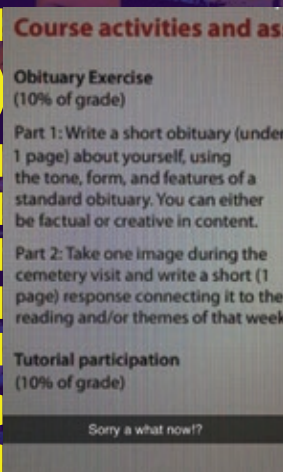 Course activities and as
Obituary Exercise
(10% of grade)
Part 1: Write a short obituary (under
1 page) about yourself, using
the tone, form, and features of a
standard obituary. You can either
be factual or creative in content.
Part 2: Take one image during the
cemetery visit and write a short (1
page) response connecting it to the
reading and/or themes of that week
Tutorial participation
(10% of grade)
Sorry a what now!?